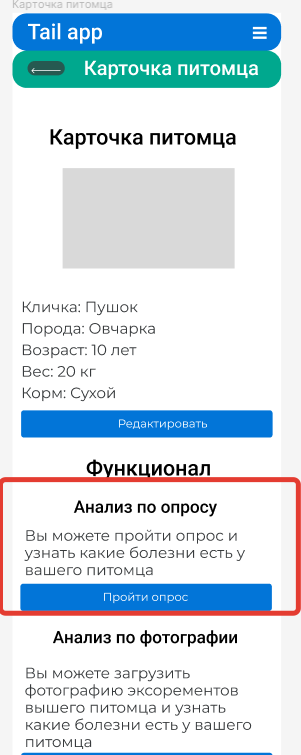 Карточка питомца
Tail app
Карточка питомца
Карточка питомца
Кличка: Пушок
Порода: Овчарка
Возраст: 10 лет
Вес: 20 кг
Корм: Сухой
Редактировать
Функционал
Анализ по опросу
Вы можете пройти опрос и
узнать какие болезни есть у
вашего питомца
Пройти опрос
Анализ по фотографии
Вы можете загрузить
фотографию эксорементов
вышего питомца и узнать
какие болезни есть у вашего
питомца